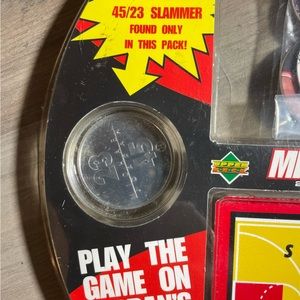 45/23 SLAMMER
FOUND ONLY
IN THIS PACK!
UPPER
DECK
PLAY THE
GAME ON
S